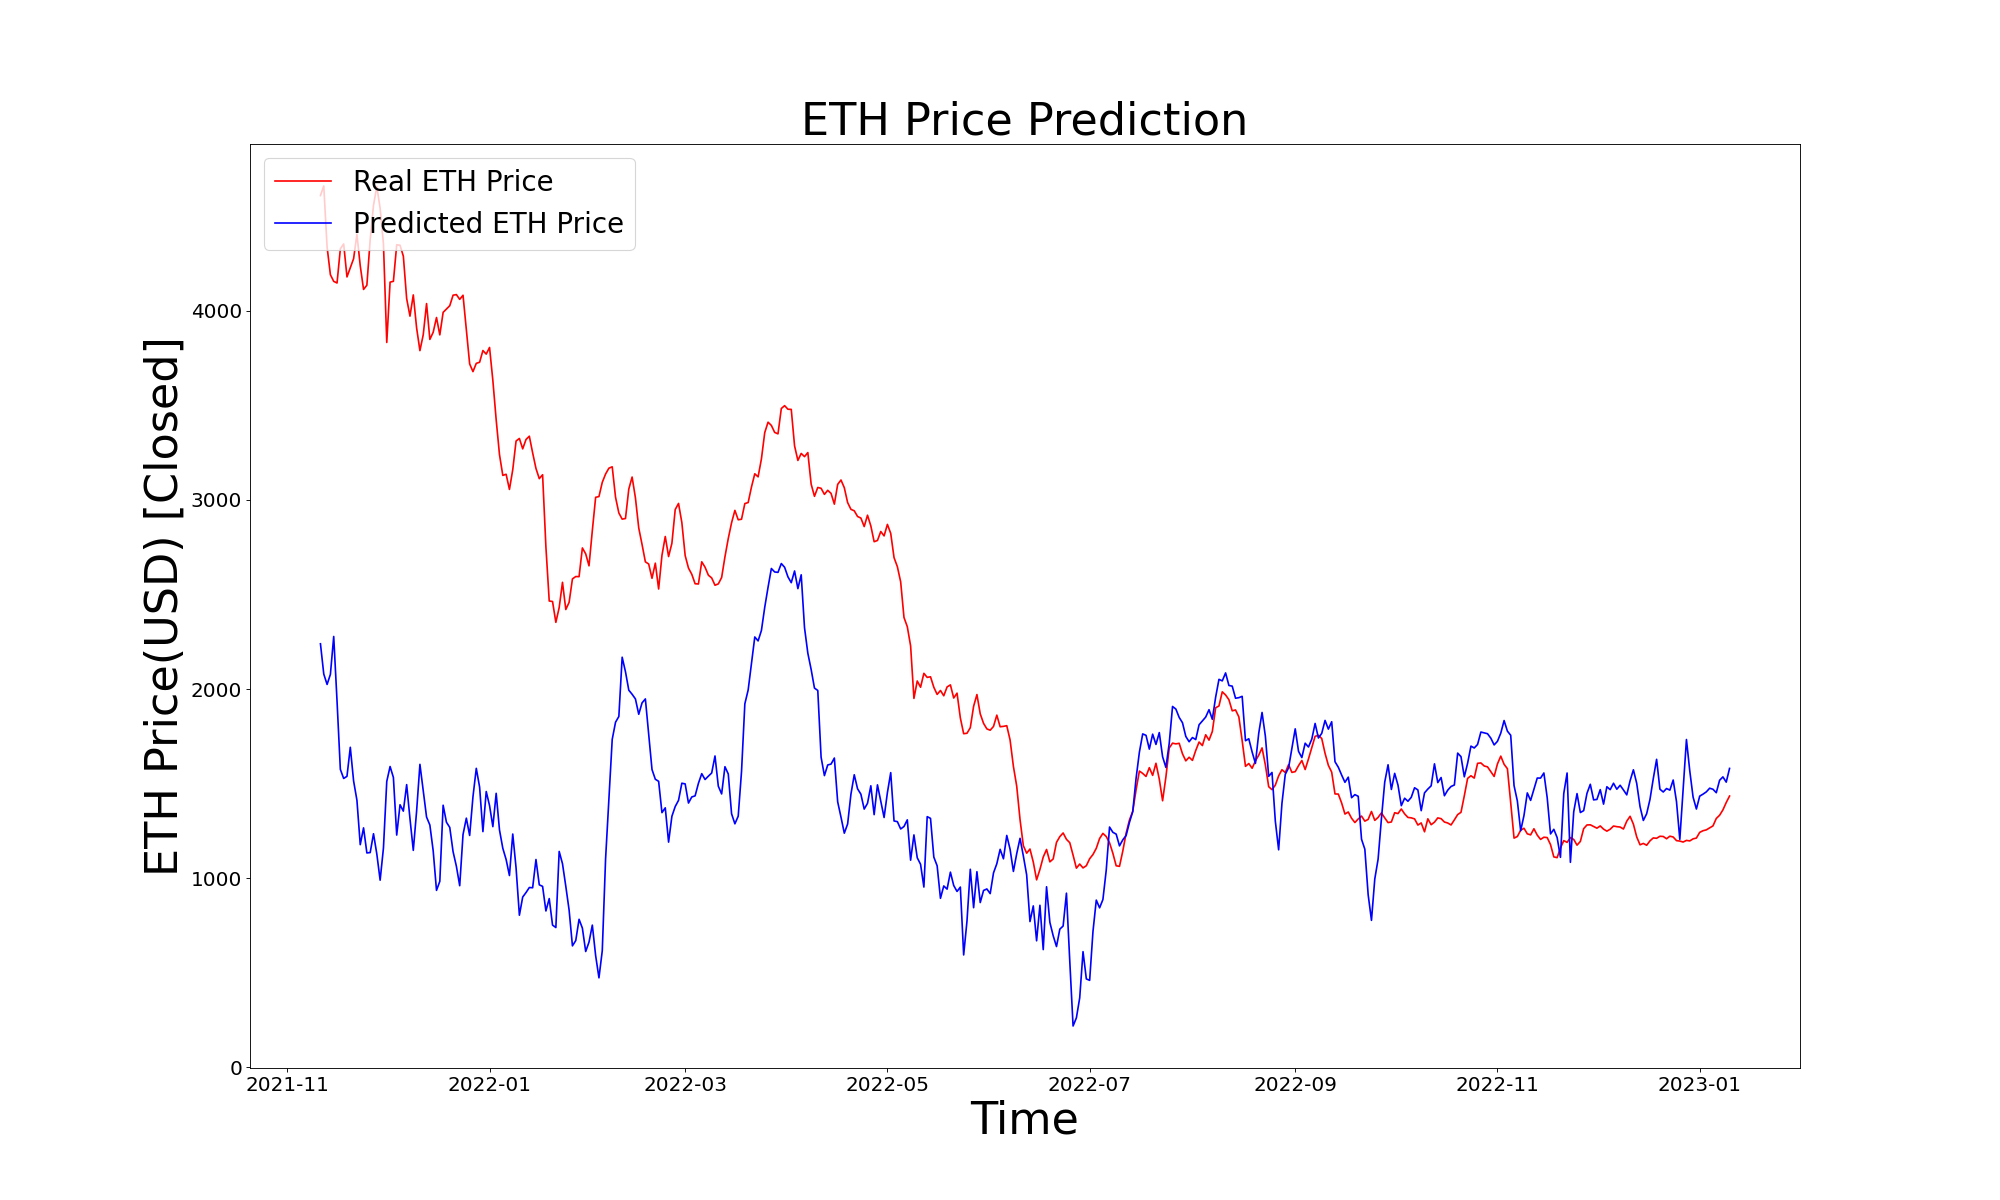 ETH Price Prediction
Real ETH Price
Predicted ETH Price
ETH Price(USD) [Closed]
4000
3000
2000
1000
0
2021-11
2022-01
2022-03
2022-05
2022-07
2022-09
2022-11
2023-01
Time